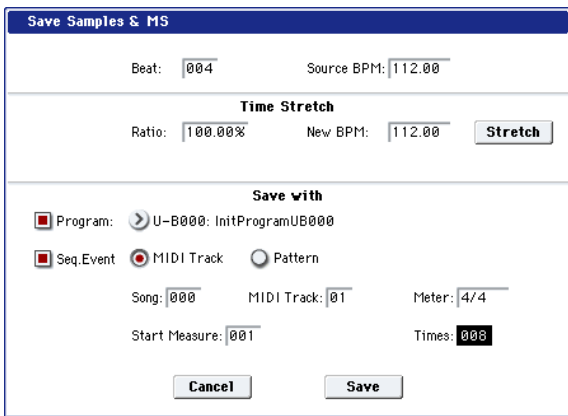 Save Samples & MS
Beat: 004 Source BPM: 112.00
Time Stretch
Ratio: 100.00% New BPM: 112.00 Stretch
Save with
Program: U-B000: InitProgramUB000
Seq.Event MIDI Track Pattern
Song: 000 MIDI Track: 01 Meter: 4/4
Start Measure: 001 Times: 008
Cancel Save